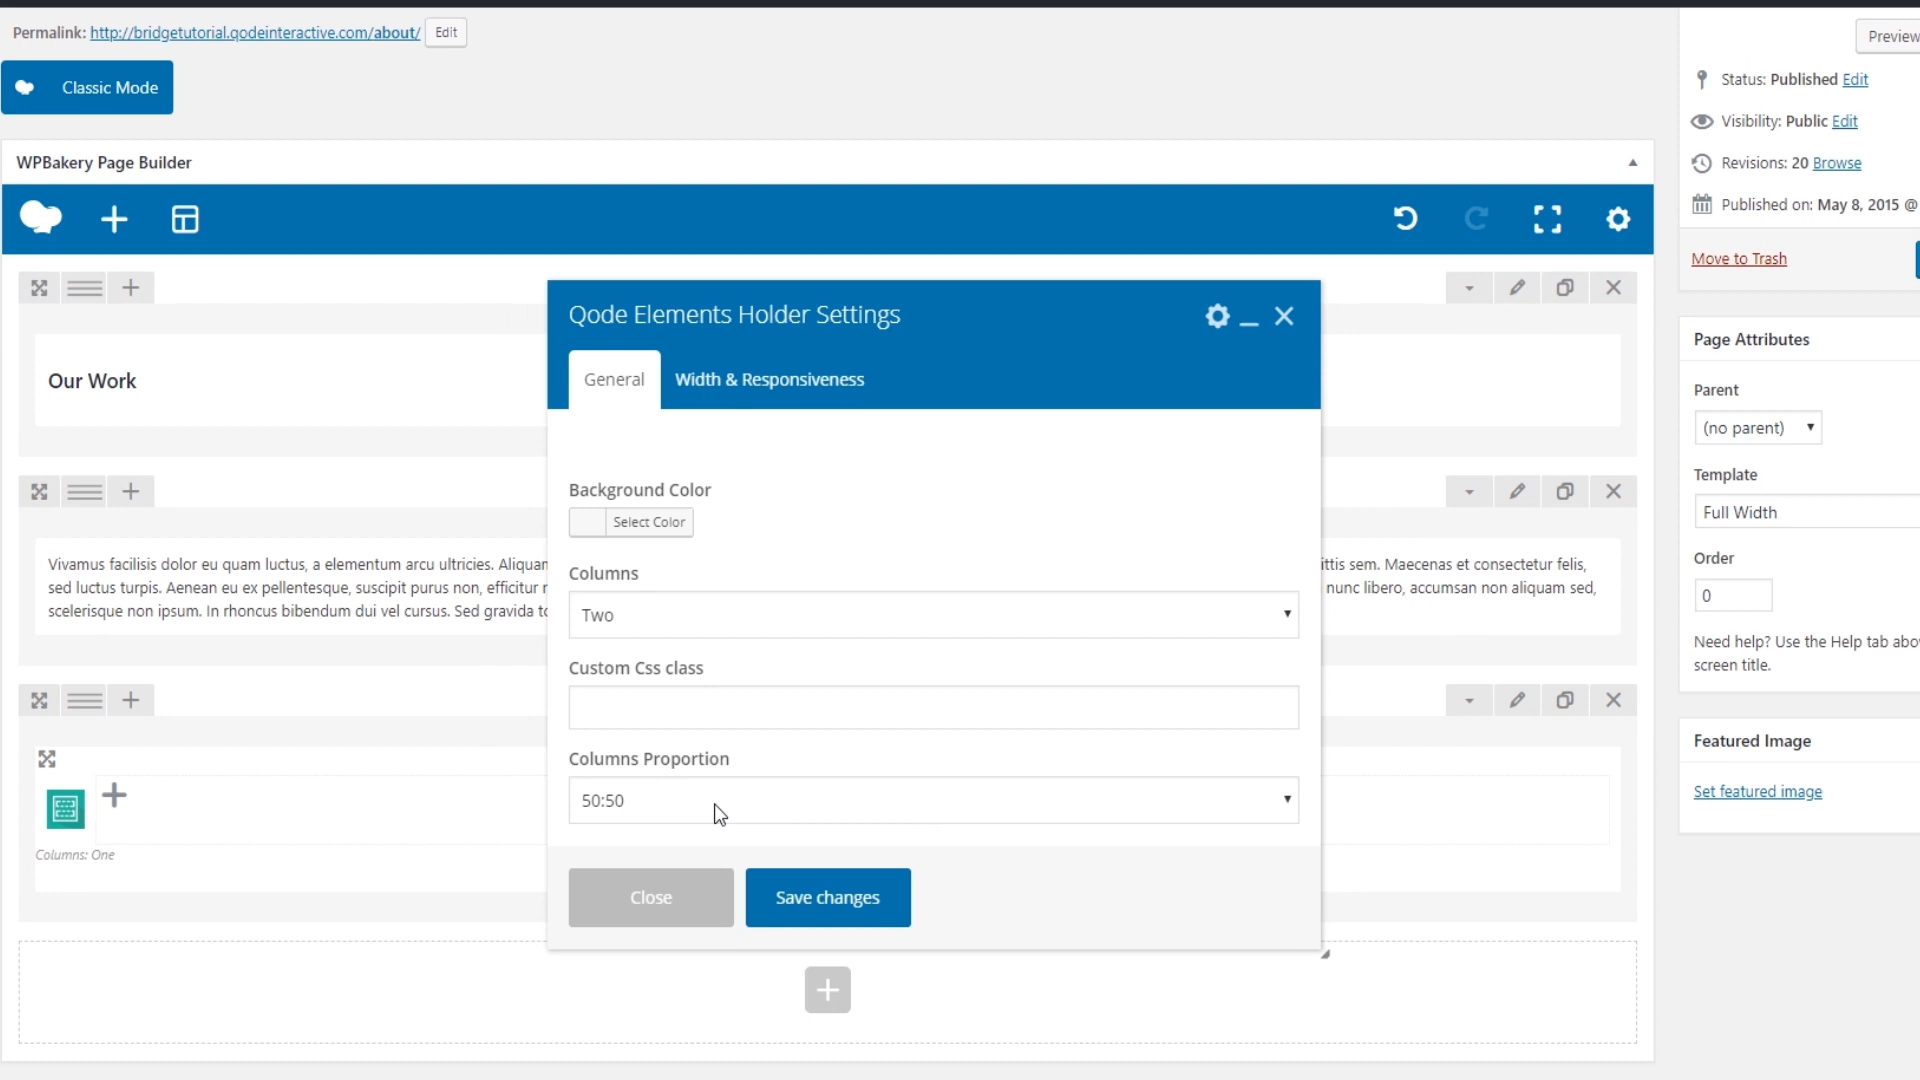 Permalink: http://bridgetutorial.qodeinteractive.com/about/ Edit
Preview
Classic Mode
Status: Published Edit
Visibility: Public Edit
WPBakery Page Builder
Revisions: 20 Browse
Published on: May 8, 2015 @
Move to Trash
Qode Elements Holder Settings
General Width & Responsiveness
Our Work
Page Attributes
Parent
(no parent)
Template
Full Width
Order
0
Need help? Use the Help tab abo
screen title.
Background Color
Select Color
Vivamus facilisis dolor eu quam luctus, a elementum arcu ultricies. Aliquam ittis sem. Maecenas et consectetur felis,
sed luctus turpis. Aenean eu ex pellentesque, suscipit purus non, efficitur nunc libero, accumsan non aliquam sed,
scelerisque non ipsum. In rhoncus bibendum dui vel cursus. Sed gravida
Columns
Two
Custom Css class
Columns Proportion
50:50
Columns: One
Close Save changes
Featured Image
Set featured image